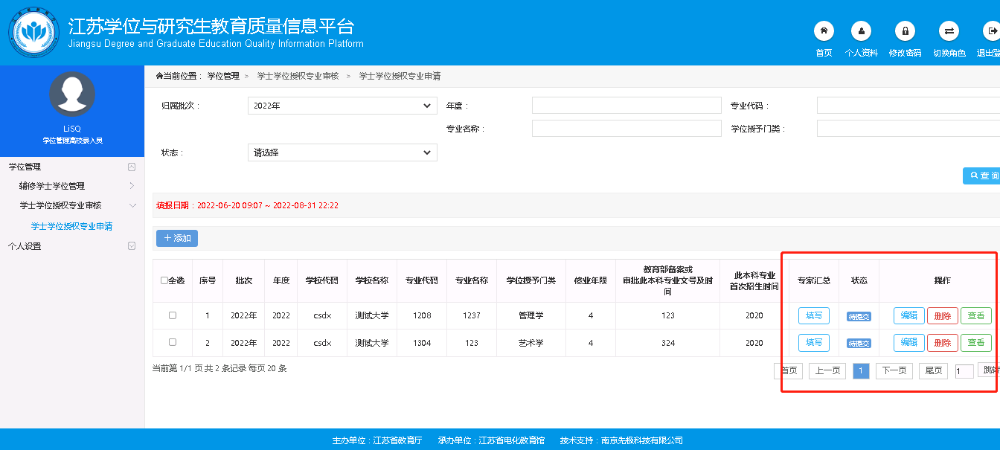 江苏学位与研究生教育质量信息平台
Jiangsu Degree and Graduate Education Quality Information Platform
首页 个人资料 修改密码 切换角色 退出登
LiSQ
学位管理高校录入员
学位管理
辅修学士学位管理
学士学位授权专业审核
学士学位授权专业申请
个人设置
当前位置： 学位管理 > 学士学位授权专业审核 > 学士学位授权专业申请
归属批次： 2022年 年度： 专业代码：
专业名称： 学位授予门类：
状态： 请选择
查 询
填报日期：2022-06-20 09:07 ~ 2022-08-31 22:22
添加
全选 序号 批次 年度 学校代码 学校名称 专业代码 专业名称 学位授予门类 修业年限 教育部备案或
审批此本科专业文号及时
间 此本科专业
首次招生时间 专家汇总 状态 操作
1 2022年 2022 csdx 测试大学 1208 1237 管理学 4 123 2020 填写 待提交 编辑 删除 查看
2 2022年 2022 csdx 测试大学 1304 123 艺术学 4 324 2020 填写 待提交 编辑 删除 查看
当前第 1/1 页 共 2 条记录 每页 20 条
首页 上一页 1 下一页 尾页 1 跳转
主办单位：江苏省教育厅 承办单位：江苏省电化教育馆 技术支持：南京先极科技有限公司